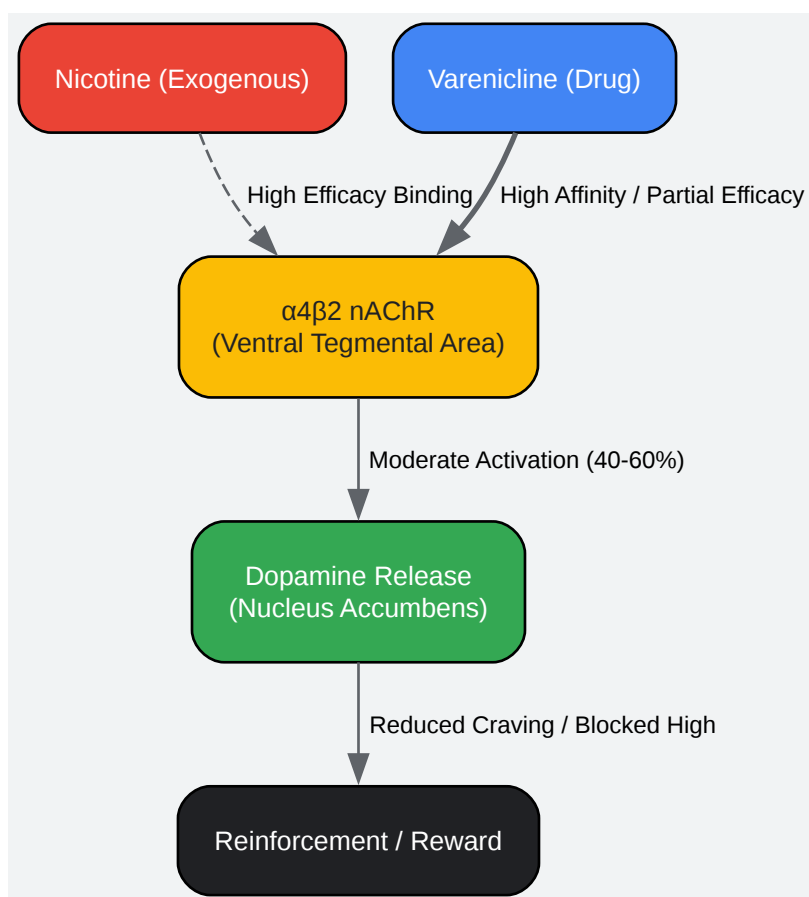 Nicotine (Exogenous)
Varenicline (Drug)
High Efficacy Binding
High Affinity / Partial Efficacy
α4β2 nAChR
(Ventral Tegmental Area)
Moderate Activation (40-60%)
Dopamine Release
(Nucleus Accumbens)
Reduced Craving / Blocked High
Reinforcement / Reward